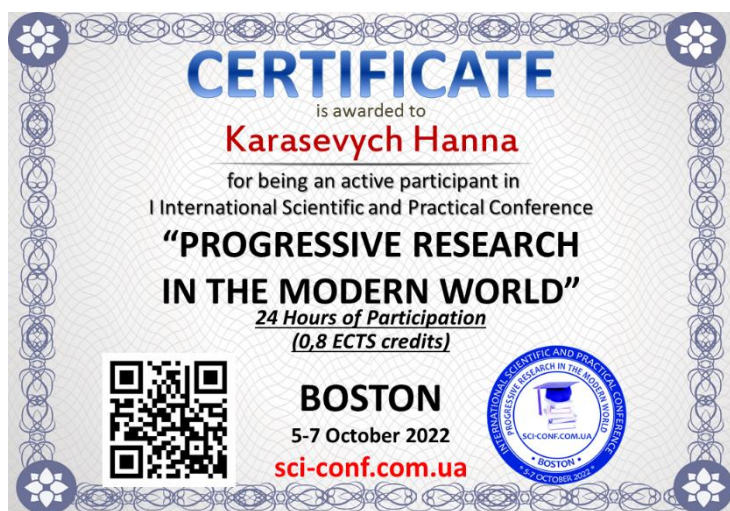 CERTIFICATE
is awarded to
Karasevych Hanna
for being an active participant in
I International Scientific and Practical Conference
“PROGRESSIVE RESEARCH
IN THE MODERN WORLD”
24 Hours of Participation
(0,8 ECTS credits)
BOSTON
5-7 October 2022
sci-conf.com.ua
INTERNATIONAL SCIENTIFIC AND PRACTICAL CONFERENCE
PROGRESSIVE RESEARCH IN THE MODERN WORLD
SCI-CONF.COM.UA
• BOSTON •
5-7 OCTOBER 2022